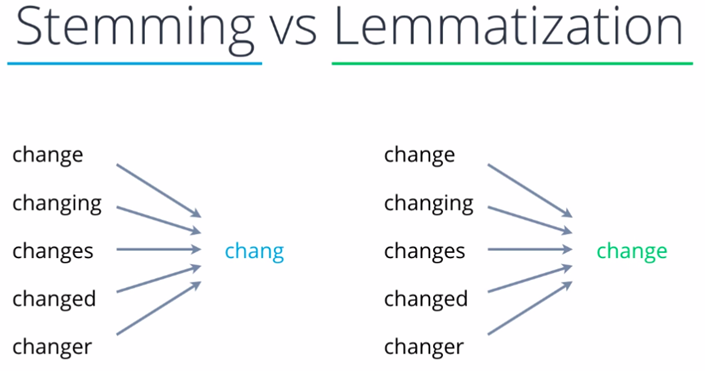 Stemming vs Lemmatization
change
changing
changes
changed
changer
chang
change
changing
changes
changed
changer
change